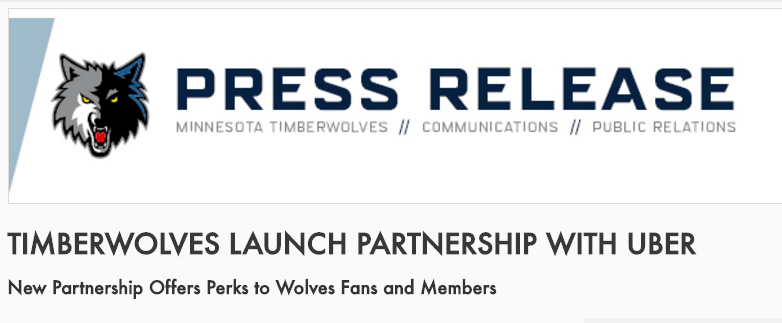 PRESS RELEASE
MINNESOTA TIMBERWOLVES // COMMUNICATIONS // PUBLIC RELATIONS
TIMBERWOLVES LAUNCH PARTNERSHIP WITH UBER
New Partnership Offers Perks to Wolves Fans and Members